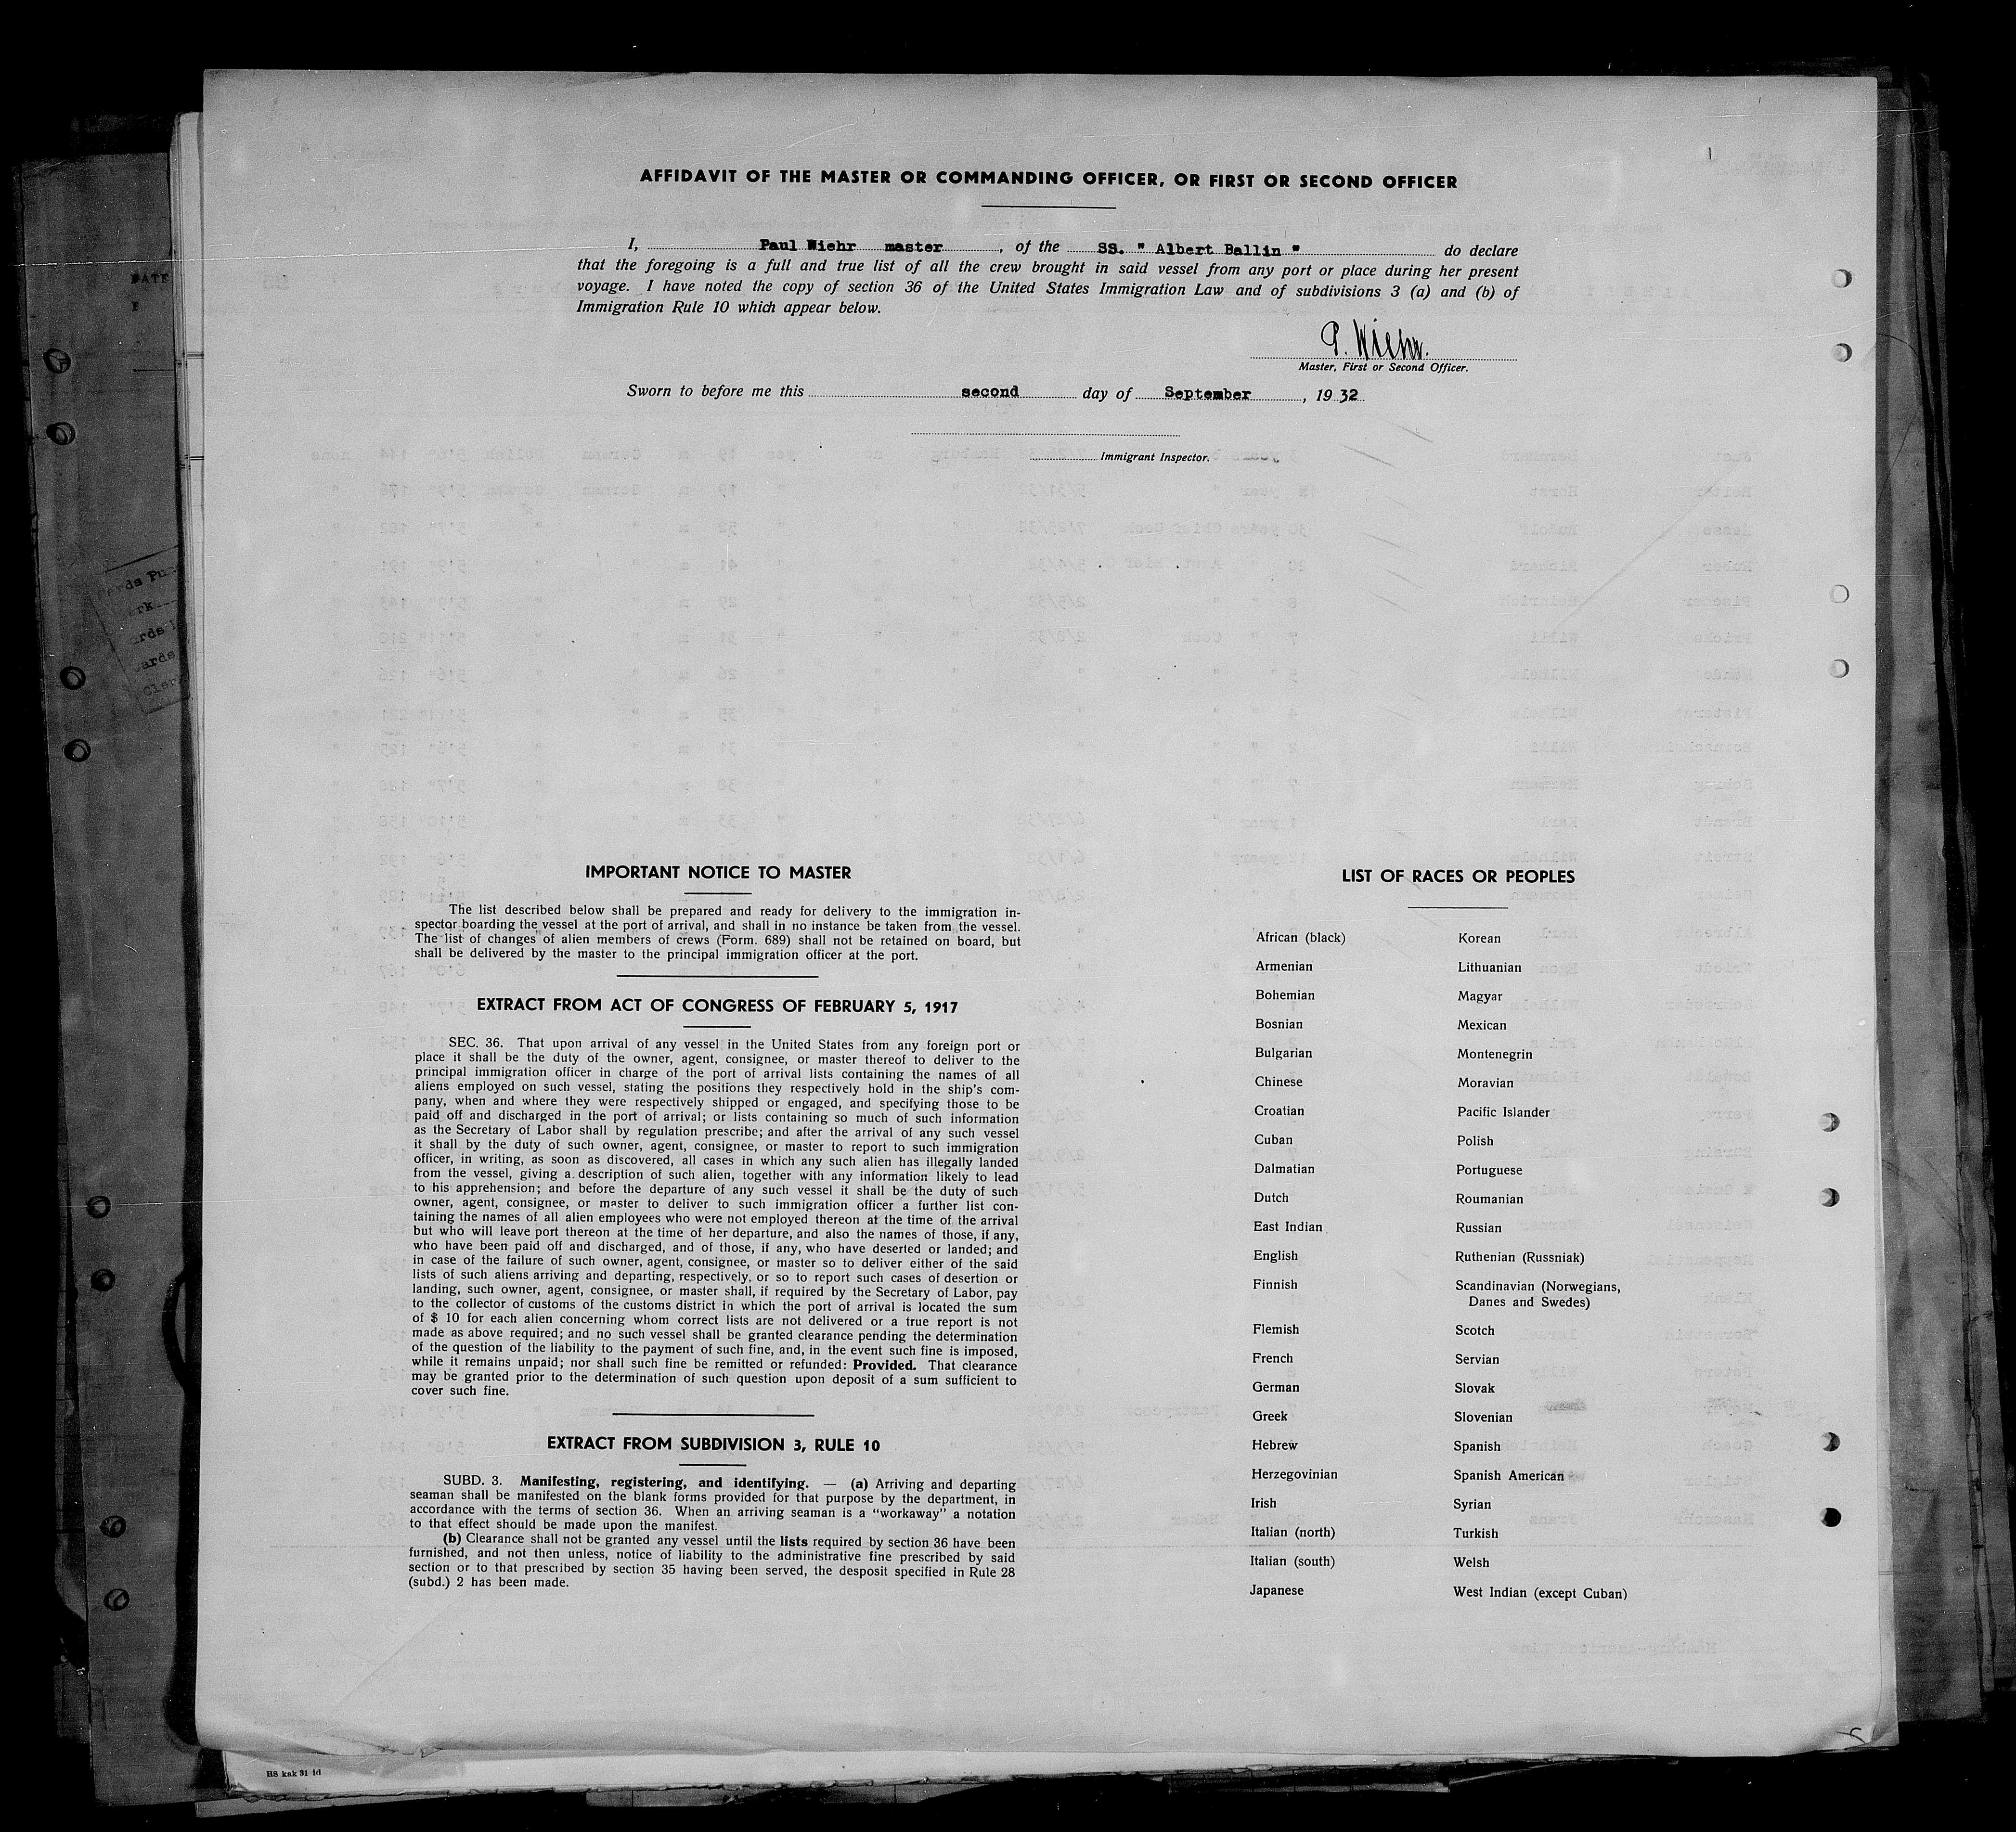 AFFIDAVIT OF THE MASTER OR COMMANDING OFFICER, OR FIRST OR SECOND OFFICER
I, Paul Wiehr master, of the SS. " Albert Ballin " do declare
that the foregoing is a full and true list of all the crew brought in said vessel from any port or place during her present
voyage. I have noted the copy of section 36 of the United States Immigration Law and of subdivisions 3 (a) and (b) of
Immigration Rule 10 which appear below.
P. Wiehr.
Master, First or Second Officer.
Sworn to before me this second day of September, 1932
Immigrant Inspector.
IMPORTANT NOTICE TO MASTER
The list described below shall be prepared and ready for delivery to the immigration in-
spector boarding the vessel at the port of arrival, and shall in no instance be taken from the vessel.
The list of changes of alien members of crews (Form. 689) shall not be retained on board, but
shall be delivered by the master to the principal immigration officer at the port.
EXTRACT FROM ACT OF CONGRESS OF FEBRUARY 5, 1917
SEC. 36. That upon arrival of any vessel in the United States from any foreign port or
place it shall be the duty of the owner, agent, consignee, or master thereof to deliver to the
principal immigration officer in charge of the port of arrival lists containing the names of all
aliens employed on such vessel, stating the positions they respectively hold in the ship's com-
pany, when and where they were respectively shipped or engaged, and specifying those to be
paid off and discharged in the port of arrival; or lists containing so much of such information
as the Secretary of Labor shall by regulation prescribe; and after the arrival of any such vessel
it shall by the duty of such owner, agent, consignee, or master to report to such immigration
officer, in writing, as soon as discovered, all cases in which any such alien has illegally landed
from the vessel, giving a description of such alien, together with any information likely to lead
to his apprehension; and before the departure of any such vessel it shall be the duty of such
owner, agent, consignee, or master to deliver to such immigration officer a further list con-
taining the names of all alien employees who were not employed thereon at the time of the arrival
but who will leave port thereon at the time of her departure, and also the names of those, if any,
who have been paid off and discharged, and of those, if any, who have deserted or landed; and
in case of the failure of such owner, agent, consignee, or master so to deliver either of the said
lists of such aliens arriving and departing, respectively, or so to report such cases of desertion or
landing, such owner, agent, consignee, or master shall, if required by the Secretary of Labor, pay
to the collector of customs of the customs district in which the port of arrival is located the sum
of $ 10 for each alien concerning whom correct lists are not delivered or a true report is not
made as above required; and no such vessel shall be granted clearance pending the determination
of the question of the liability to the payment of such fine, and, in the event such fine is imposed,
while it remains unpaid; nor shall such fine be remitted or refunded: Provided. That clearance
may be granted prior to the determination of such question upon deposit of a sum sufficient to
cover such fine.
EXTRACT FROM SUBDIVISION 3, RULE 10
SUBD. 3. Manifesting, registering, and identifying. — (a) Arriving and departing
seaman shall be manifested on the blank forms provided for that purpose by the department, in
accordance with the terms of section 36. When an arriving seaman is a "workaway" a notation
to that effect should be made upon the manifest.
(b) Clearance shall not be granted any vessel until the lists required by section 36 have been
furnished, and not then unless, notice of liability to the administrative fine prescribed by said
section or to that prescribed by section 35 having been served, the desposit specified in Rule 28
(subd.) 2 has been made.
LIST OF RACES OR PEOPLES
African (black)
Armenian
Bohemian
Bosnian
Bulgarian
Chinese
Croatian
Cuban
Dalmatian
Dutch
East Indian
English
Finnish
Flemish
French
German
Greek
Hebrew
Herzegovinian
Irish
Italian (north)
Italian (south)
Japanese
Korean
Lithuanian
Magyar
Mexican
Montenegrin
Moravian
Pacific Islander
Polish
Portuguese
Roumanian
Russian
Ruthenian (Russniak)
Scandinavian (Norwegians,
Danes and Swedes)
Scotch
Servian
Slovak
Slovenian
Spanish
Spanish American
Syrian
Turkish
Welsh
West Indian (except Cuban)
H8 kak 31 fd